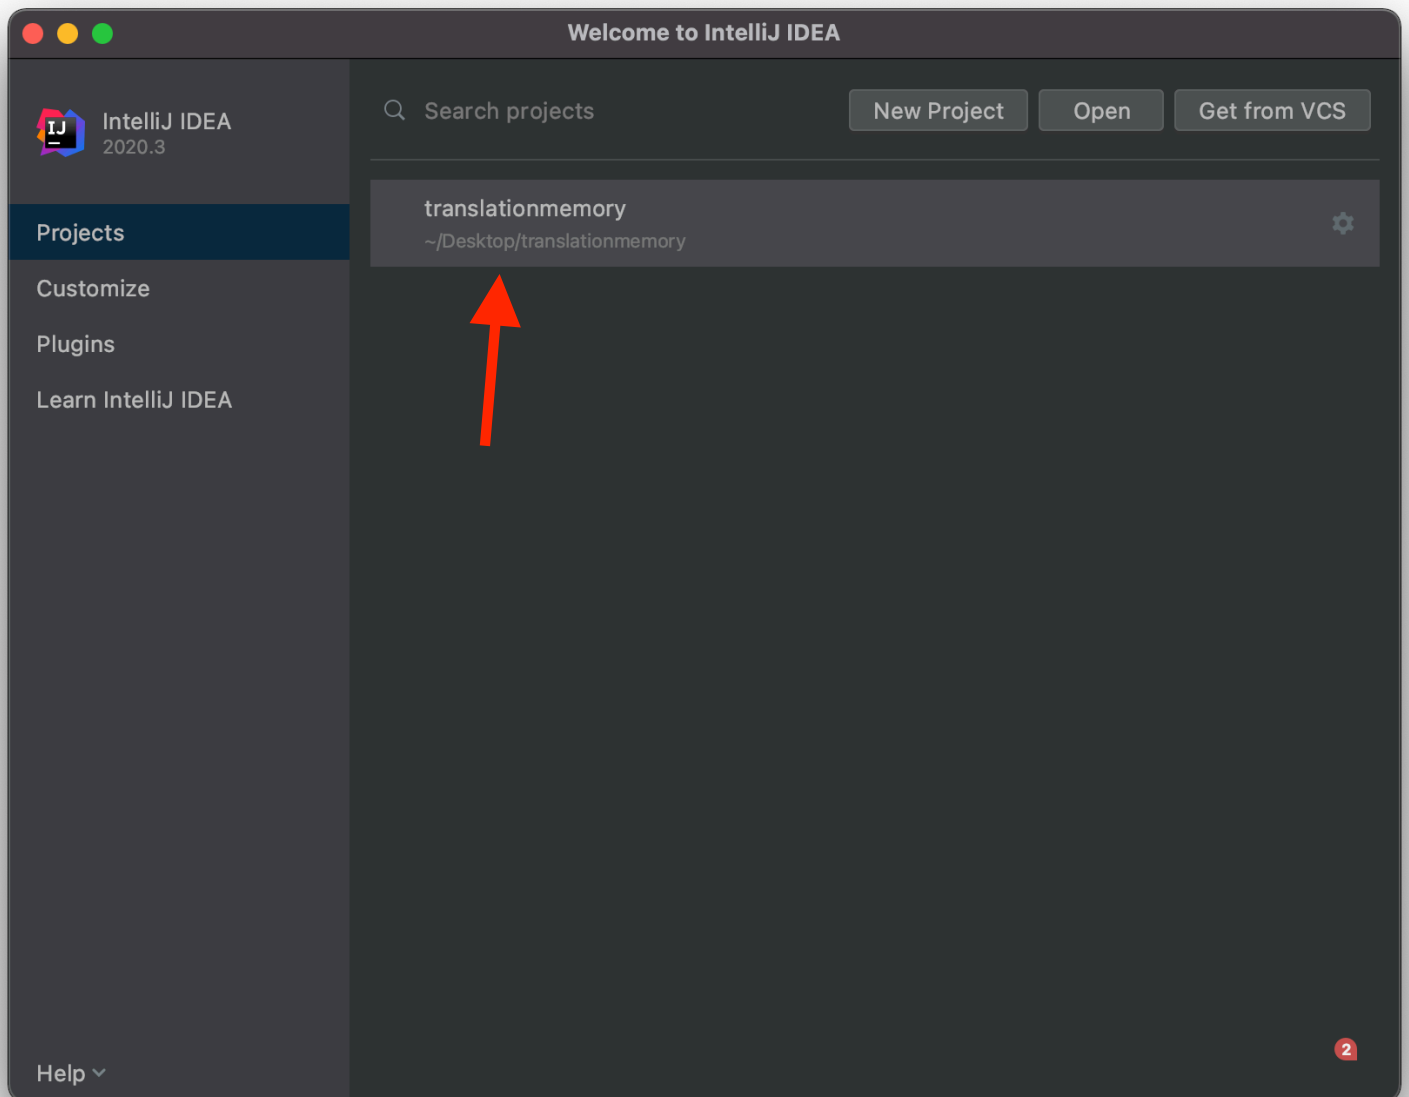 Welcome to IntelliJ IDEA
IJ
IntelliJ IDEA
2020.3
Search projects
New Project
Open
Get from VCS
Projects
Customize
Plugins
Learn IntelliJ IDEA
translationmemory
~/Desktop/translationmemory
Help
2